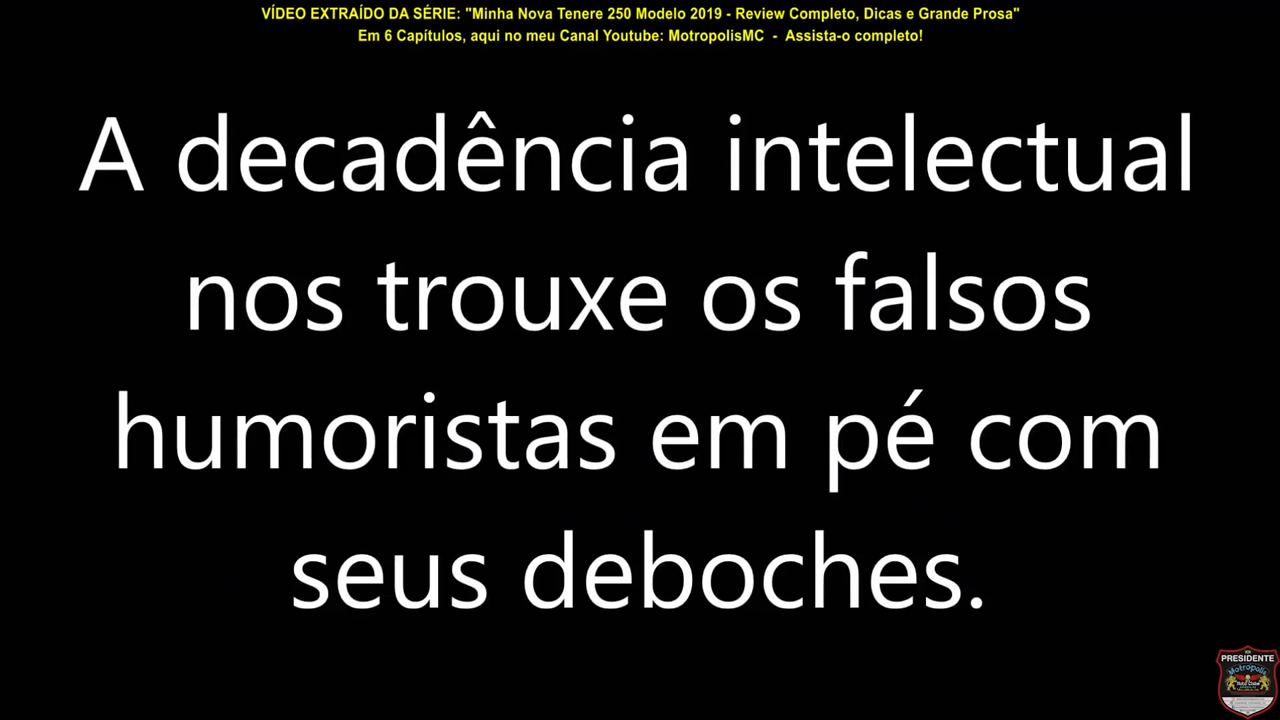 VÍDEO EXTRAÍDO DA SÉRIE: "Minha Nova Tenere 250 Modelo 2019 - Review Completo, Dicas e Grande Prosa"
Em 6 Capítulos, aqui no meu Canal Youtube: MotropolisMC - Assista-o completo!
A decadência intelectual
nos trouxe os falsos
humoristas em pé com
seus deboches.
PRESIDENTE
Motropolis
Moto Clube